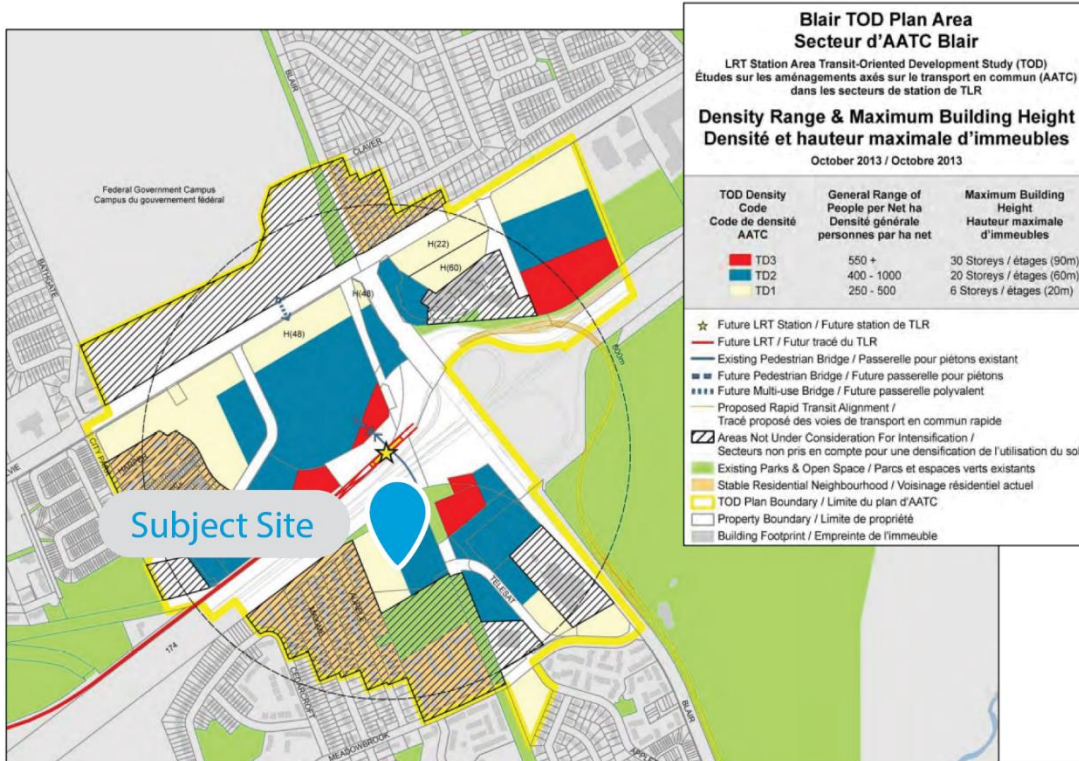 Blair TOD Plan Area
Secteur d'AATC Blair
LRT Station Area Transit-Oriented Development Study (TOD)
Études sur les aménagements axés sur le transport en commun (AATC)
dans les secteurs de station de TLR
Density Range & Maximum Building Height
Densité et hauteur maximale d'immeubles
October 2013 / Octobre 2013
TOD Density
Code
Code de densité
AATC
General Range of
People per Net ha
Densité générale
personnes par ha net
Maximum Building
Height
Hauteur maximale
d'immeubles
TD3 550 + 30 Storeys / étages (90m)
TD2 400 - 1000 20 Storeys / étages (60m)
TD1 250 - 500 6 Storeys / étages (20m)
Future LRT Station / Future station de TLR
Future LRT / Futur tracé du TLR
Existing Pedestrian Bridge / Passerelle pour piétons existant
Future Pedestrian Bridge / Future passerelle pour piétons
Future Multi-use Bridge / Future passerelle polyvalent
Proposed Rapid Transit Alignment /
Tracé proposé des voies de transport en commun rapide
Areas Not Under Consideration For Intensification /
Secteurs non pris en compte pour une densification de l'utilisation du sol
Existing Parks & Open Space / Parcs et espaces verts existants
Stable Residential Neighbourhood / Voisinage résidentiel actuel
TOD Plan Boundary / Limite du plan d'AATC
Property Boundary / Limite de propriété
Building Footprint / Empreinte de l'immeuble
BLAIR
CLAVER
Federal Government Campus
Campus du gouvernement fédéral
BATHGATE
H(22)
H(60)
H(48)
H(48)
600m
VIE
Subject Site
TELESAT
174
CEDARCROFT
MEADOWBROOK
BLAIR